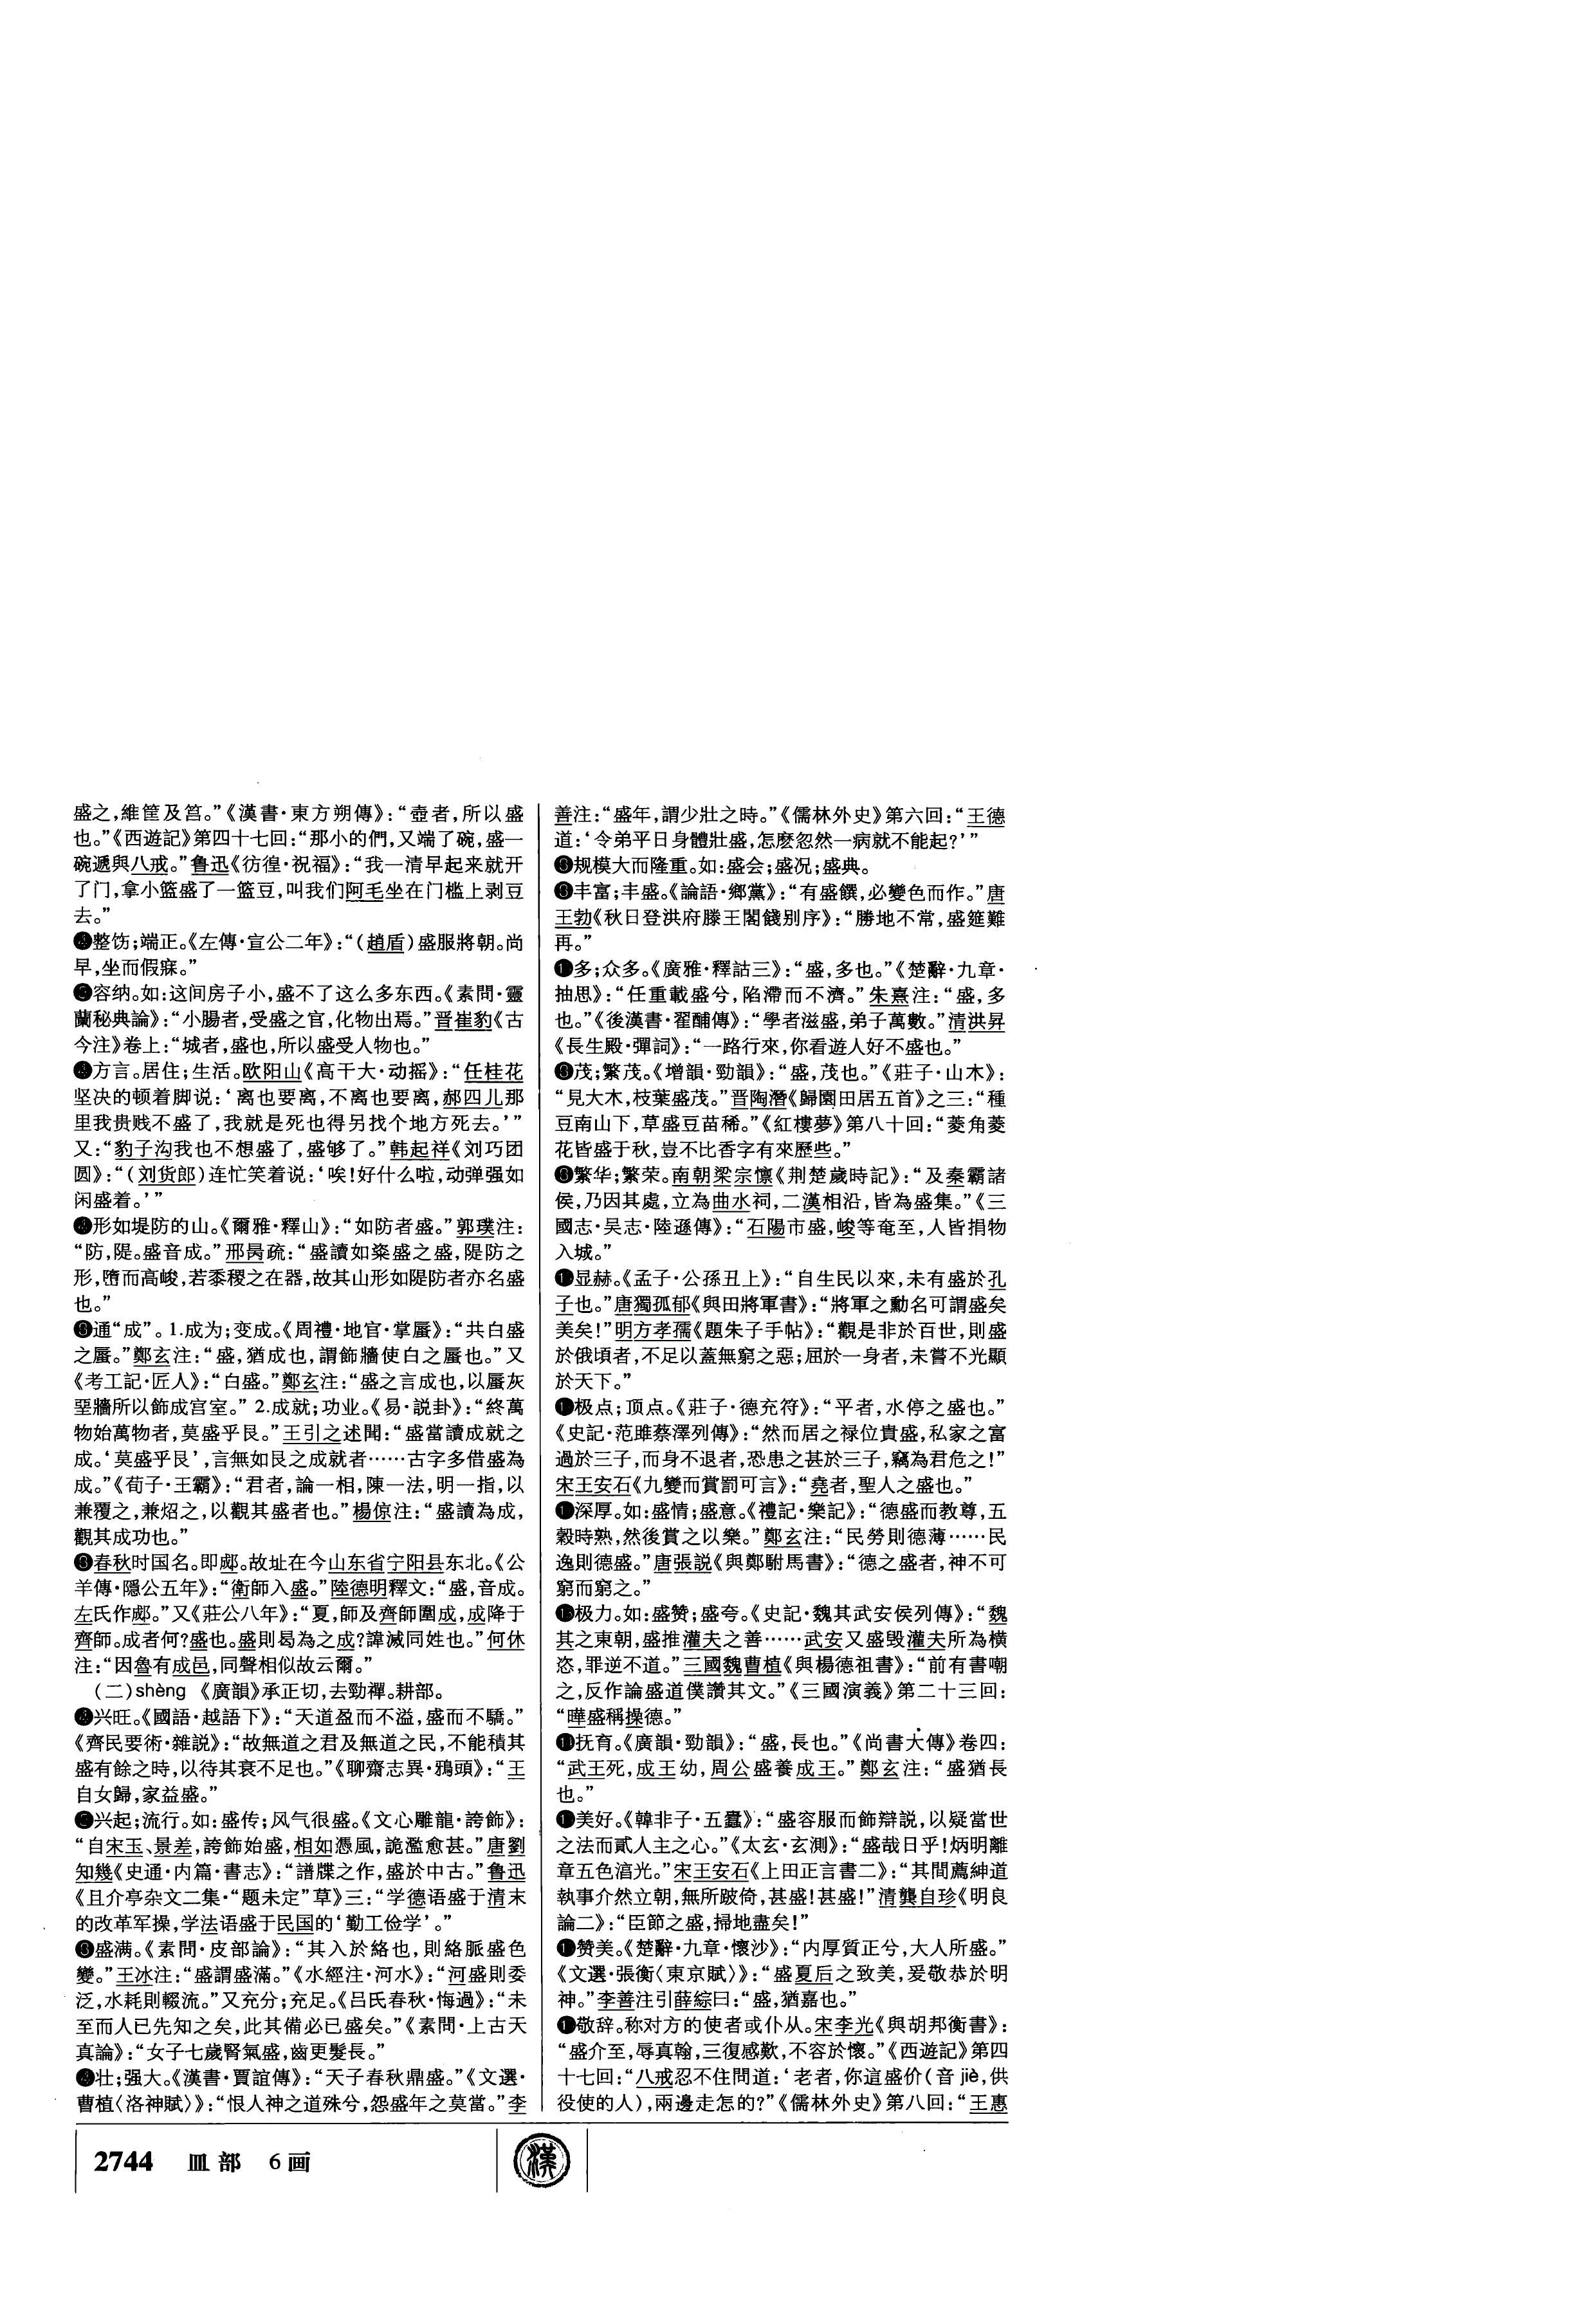 盛之，維筐及筥。”《漢書·東方朔傳》：“壺者，所以盛
也。”《西遊記》第四十七回：“那小的們，又端了碗，盛一
碗遞與八戒。”鲁迅《彷徨·祝福》：“我一清早起来就开
了门，拿小篮盛了一篮豆，叫我们阿毛坐在门槛上剥豆
去。”
整饬；端正。《左傳·宣公二年》：“（趙盾）盛服將朝。尚
早，坐而假寐。”
容纳。如：这间房子小，盛不了这么多东西。《素問·靈
蘭秘典論》：“小腸者，受盛之官，化物出焉。”晋崔豹《古
今注》卷上：“城者，盛也，所以盛受人物也。”
方言。居住；生活。欧阳山《高干大·动摇》：“任桂花
坚决的顿着脚说：‘离也要离，不离也要离，郝四儿那
里我贵贱不盛了，我就是死也得另找个地方死去。’”
又：“豹子沟我也不想盛了，盛够了。”韩起祥《刘巧团
圆》：“（刘货郎）连忙笑着说：‘唉！好什么啦，动弹强如
闲盛着。’”
形如堤防的山。《爾雅·釋山》：“如防者盛。”郭璞注：
“防，隄。盛音成。”邢昺疏：“盛讀如粢盛之盛，隄防之
形，墮而高峻，若黍稷之在器，故其山形如隄防者亦名盛
也。”
通“成”。1.成为；变成。《周禮·地官·掌蜃》：“共白盛
之蜃。”鄭玄注：“盛，猶成也，謂飾牆使白之蜃也。”又
《考工記·匠人》：“白盛。”鄭玄注：“盛之言成也，以蜃灰
堊牆所以飾成宫室。” 2.成就；功业。《易·説卦》：“終萬
物始萬物者，莫盛乎艮。”王引之述聞：“盛當讀成就之
成。‘莫盛乎艮’，言無如艮之成就者……古字多借盛為
成。”《荀子·王霸》：“君者，論一相，陳一法，明一指，以
兼覆之，兼炤之，以觀其盛者也。”楊倞注：“盛讀為成，
觀其成功也。”
春秋时国名。即郕。故址在今山东省宁阳县东北。《公
羊傳·隱公五年》：“衛師入盛。”陸德明釋文：“盛，音成。
左氏作郕。”又《莊公八年》：“夏，師及齊師圍成，成降于
齊師。成者何？盛也。盛則曷為之成？諱滅同姓也。”何休
注：“因魯有成邑，同聲相似故云爾。”
（二）shèng 《廣韻》承正切，去勁禪。耕部。
兴旺。《國語·越語下》：“天道盈而不溢，盛而不驕。”
《齊民要術·雜説》：“故無道之君及無道之民，不能積其
盛有餘之時，以待其衰不足也。”《聊齋志異·鴉頭》：“王
自女歸，家益盛。”
兴起；流行。如：盛传；风气很盛。《文心雕龍·誇飾》：
“自宋玉、景差，誇飾始盛，相如憑風，詭濫愈甚。”唐劉
知幾《史通·内篇·書志》：“譜牒之作，盛於中古。”鲁迅
《且介亭杂文二集·“题未定”草》三：“学德语盛于清末
的改革军操，学法语盛于民国的‘勤工俭学’。”
盛满。《素問·皮部論》：“其入於絡也，則絡脈盛色
變。”王冰注：“盛謂盛滿。”《水經注·河水》：“河盛則委
泛，水耗則輟流。”又充分；充足。《吕氏春秋·悔過》：“未
至而人已先知之矣，此其備必已盛矣。”《素問·上古天
真論》：“女子七歲腎氣盛，齒更髮長。”
壮；强大。《漢書·賈誼傳》：“天子春秋鼎盛。”《文選·
曹植〈洛神賦〉》：“恨人神之道殊兮，怨盛年之莫當。”李
善注：“盛年，謂少壯之時。”《儒林外史》第六回：“王德
道：‘令弟平日身體壯盛，怎麽忽然一病就不能起？’”
规模大而隆重。如：盛会；盛况；盛典。
丰富；丰盛。《論語·鄉黨》：“有盛饌，必變色而作。”唐
王勃《秋日登洪府滕王閣餞别序》：“勝地不常，盛筵難
再。”
多；众多。《廣雅·釋詁三》：“盛，多也。”《楚辭·九章·
抽思》：“任重載盛兮，陷滯而不濟。”朱熹注：“盛，多
也。”《後漢書·翟酺傳》：“學者滋盛，弟子萬數。”清洪昇
《長生殿·彈詞》：“一路行來，你看遊人好不盛也。”
茂；繁茂。《增韻·勁韻》：“盛，茂也。”《莊子·山木》：
“見大木，枝葉盛茂。”晋陶潛《歸園田居五首》之三：“種
豆南山下，草盛豆苗稀。”《紅樓夢》第八十回：“菱角菱
花皆盛于秋，豈不比香字有來歷些。”
繁华；繁荣。南朝梁宗懔《荆楚歲時記》：“及秦霸諸
侯，乃因其處，立為曲水祠，二漢相沿，皆為盛集。”《三
國志·吴志·陸遜傳》：“石陽市盛，峻等奄至，人皆捐物
入城。”
显赫。《孟子·公孫丑上》：“自生民以來，未有盛於孔
子也。”唐獨孤郁《與田將軍書》：“將軍之勳名可謂盛矣
美矣！”明方孝孺《題朱子手帖》：“觀是非於百世，則盛
於俄頃者，不足以蓋無窮之惡；屈於一身者，未嘗不光顯
於天下。”
极点；顶点。《莊子·德充符》：“平者，水停之盛也。”
《史記·范雎蔡澤列傳》：“然而居之禄位貴盛，私家之富
過於三子，而身不退者，恐患之甚於三子，竊為君危之！”
宋王安石《九變而賞罰可言》：“堯者，聖人之盛也。”
深厚。如：盛情；盛意。《禮記·樂記》：“德盛而教尊，五
穀時熟，然後賞之以樂。”鄭玄注：“民勞則德薄……民
逸則德盛。”唐張説《與鄭駙馬書》：“德之盛者，神不可
窮而窮之。”
极力。如：盛赞；盛夸。《史記·魏其武安侯列傳》：“魏
其之東朝，盛推灌夫之善……武安又盛毁灌夫所為横
恣，罪逆不道。”三國魏曹植《與楊德祖書》：“前有書嘲
之，反作論盛道僕讚其文。”《三國演義》第二十三回：
“曄盛稱操德。”
抚育。《廣韻·勁韻》：“盛，長也。”《尚書大傳》卷四：
“武王死，成王幼，周公盛養成王。”鄭玄注：“盛猶長
也。”
美好。《韓非子·五蠹》：“盛容服而飾辯説，以疑當世
之法而貳人主之心。”《太玄·玄測》：“盛哉日乎！炳明離
章五色淯光。”宋王安石《上田正言書二》：“其間薦紳道
執事介然立朝，無所跛倚，甚盛！甚盛！”清龔自珍《明良
論二》：“臣節之盛，掃地盡矣！”
赞美。《楚辭·九章·懷沙》：“内厚質正兮，大人所盛。”
《文選·張衡〈東京賦〉》：“盛夏后之致美，爰敬恭於明
神。”李善注引薛綜曰：“盛，猶嘉也。”
敬辞。称对方的使者或仆从。宋李光《與胡邦衡書》：
“盛介至，辱真翰，三復感歎，不容於懷。”《西遊記》第四
十七回：“八戒忍不住問道：‘老者，你這盛价（音jiè，供
役使的人），兩邊走怎的？”《儒林外史》第八回：“王惠
2744 皿部 6画
漢